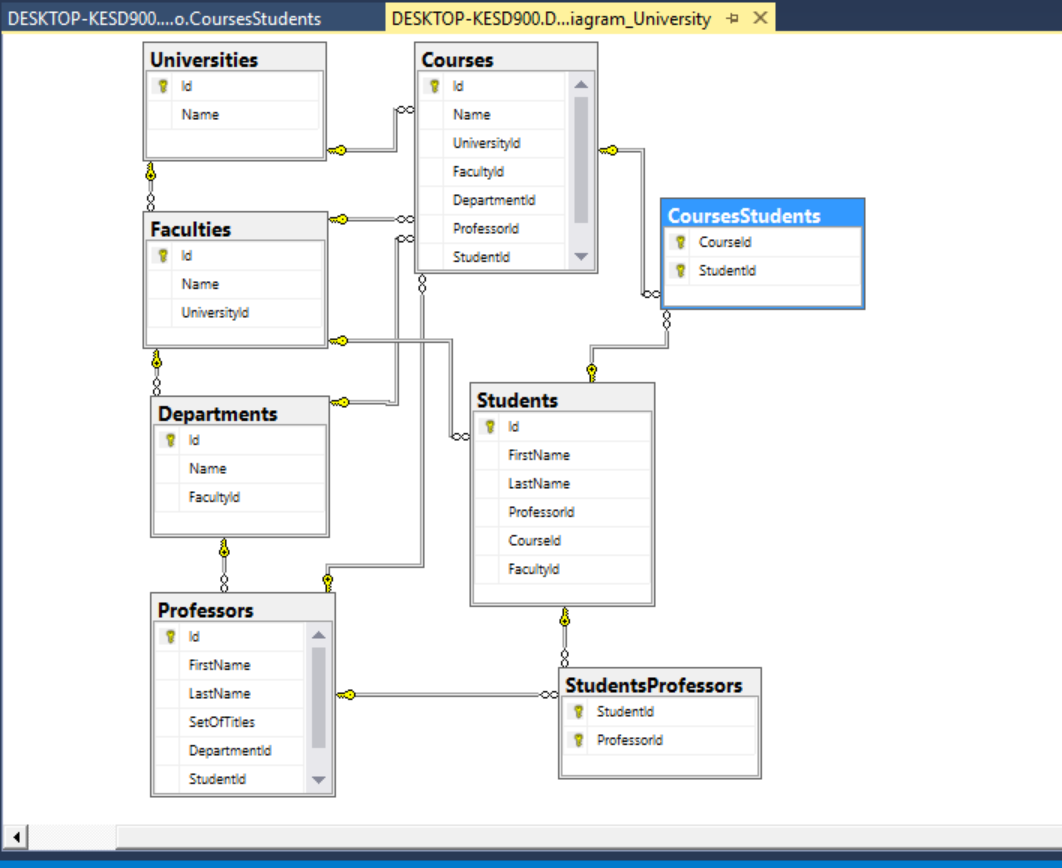 DESKTOP-KESD900....o.CoursesStudents
DESKTOP-KESD900.D...iagram_University
Universities
Id
Name
Courses
Id
Name
UniversityId
FacultyId
DepartmentId
ProfessorId
StudentId
CoursesStudents
CourseId
StudentId
Faculties
Id
Name
UniversityId
Departments
Id
Name
FacultyId
Students
Id
FirstName
LastName
ProfessorId
CourseId
FacultyId
Professors
Id
FirstName
LastName
SetOfTitles
DepartmentId
StudentId
StudentsProfessors
StudentId
ProfessorId